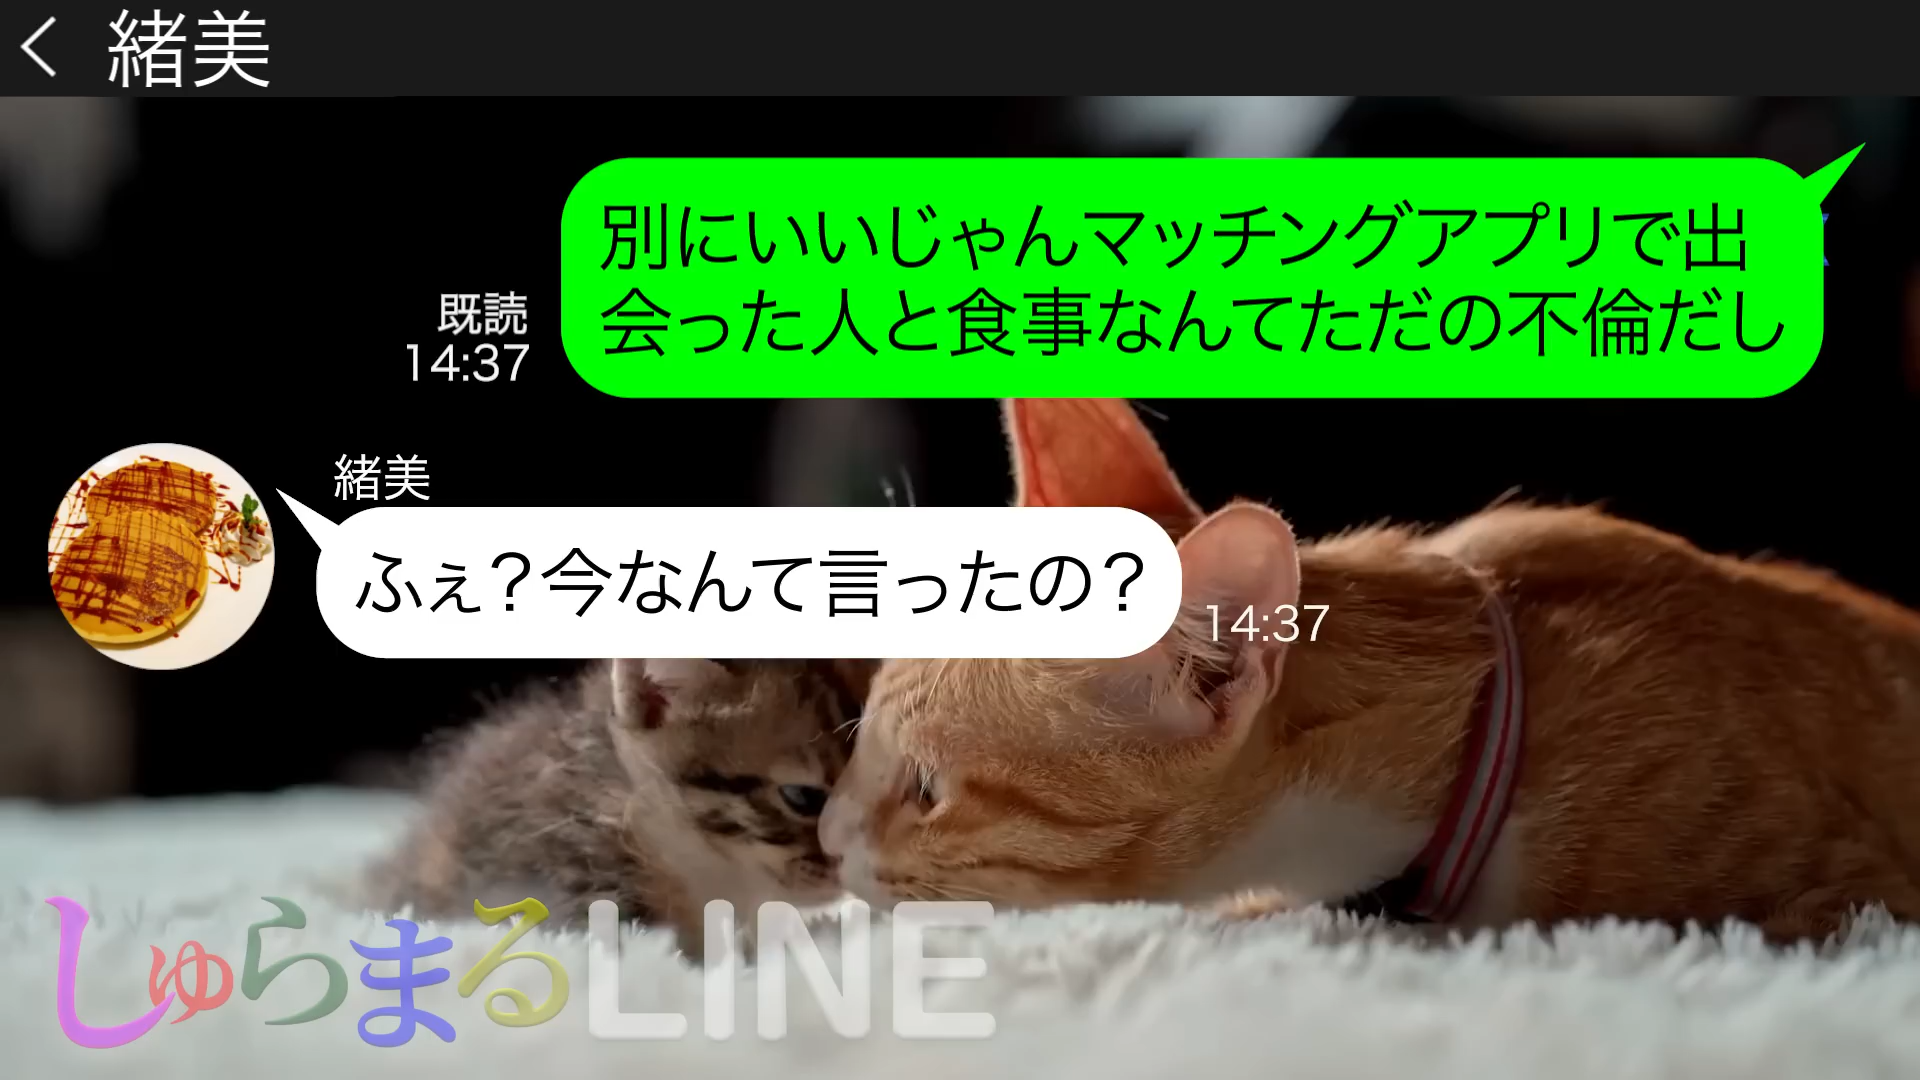 緒美
別にいいじゃんマッチングアプリで出
会った人と食事なんてただの不倫だし
既読
14:37
緒美
ふぇ？今なんて言ったの？
14:37
しゅらまるLINE